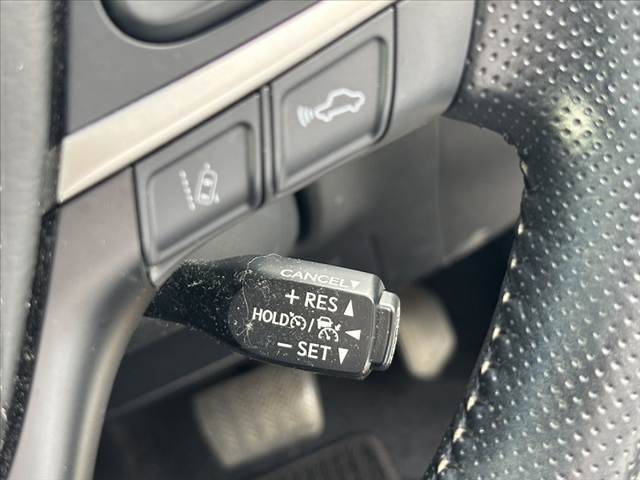 CANCEL▼
+ RES ▲
HOLD / ◀
− SET ▼